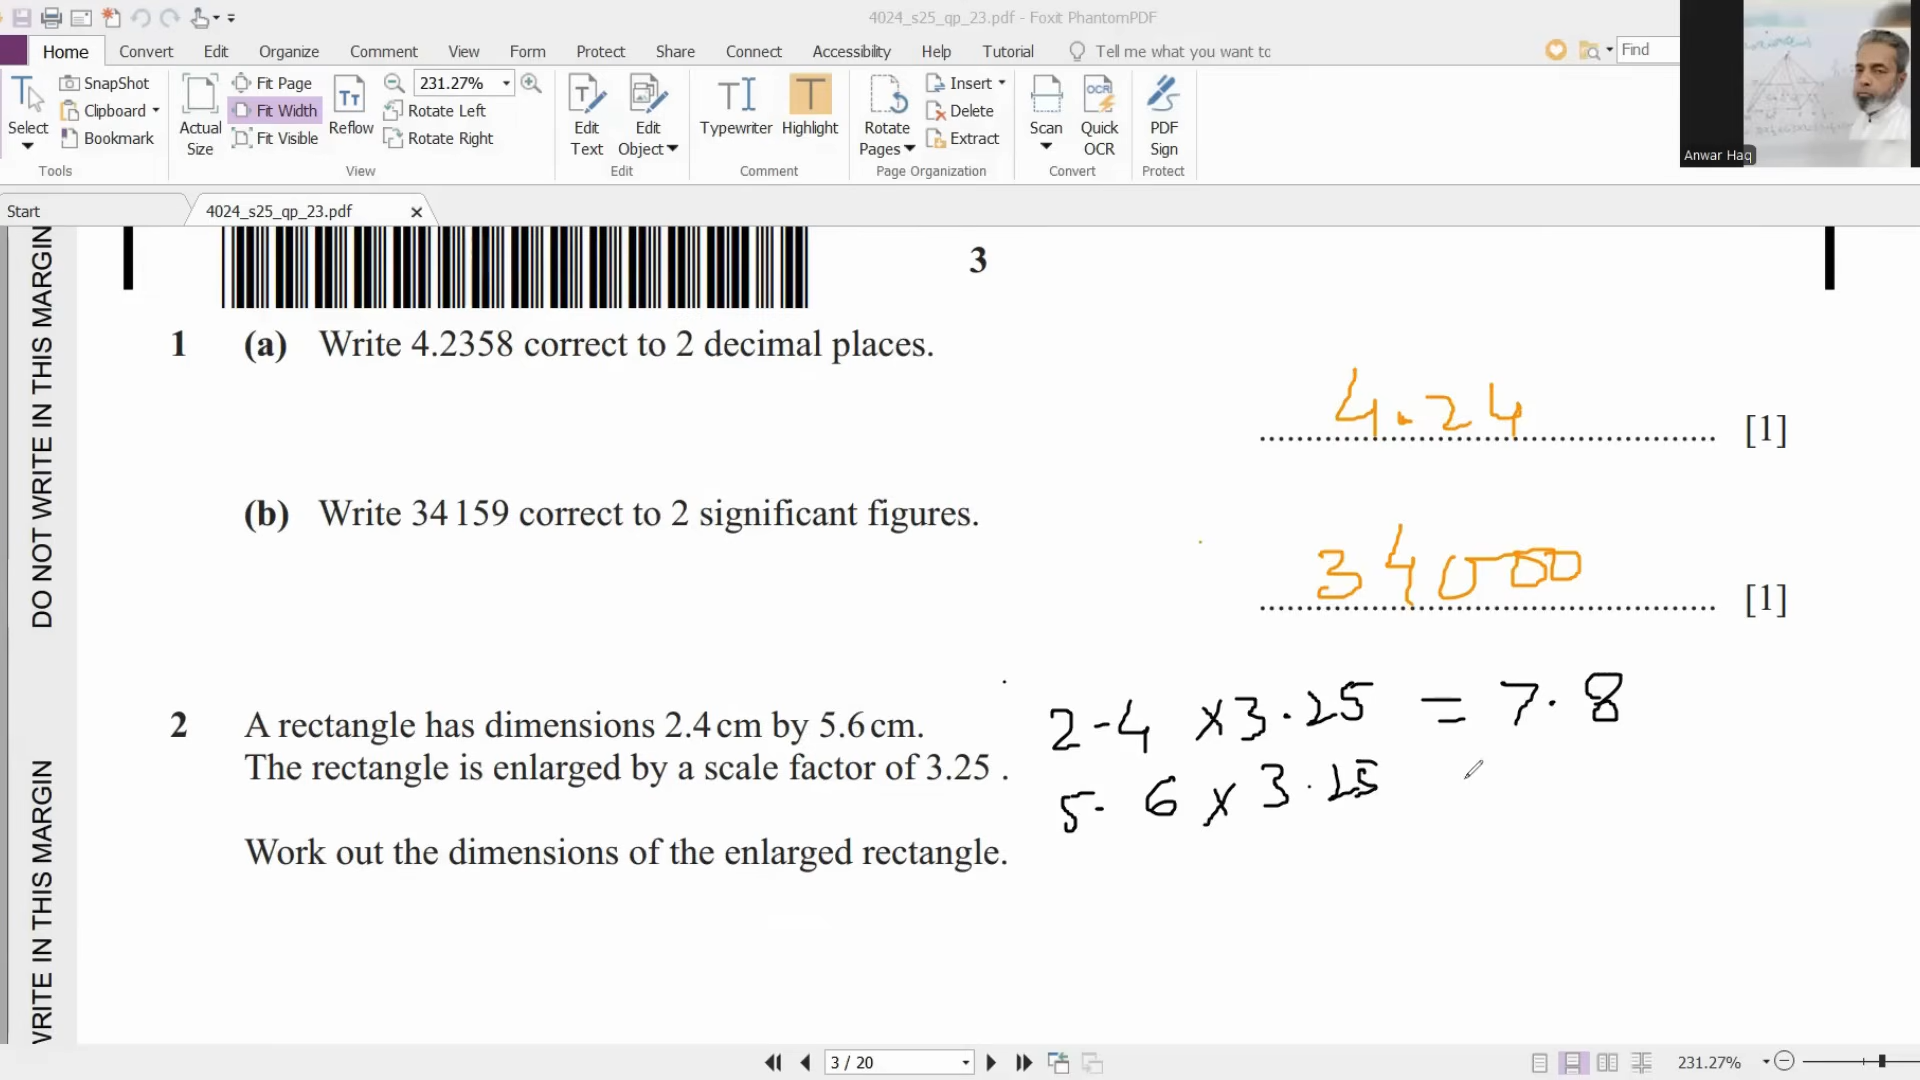 4024_s25_qp_23.pdf - Foxit PhantomPDF
Home Convert Edit Organize Comment View Form Protect Share Connect Accessibility Help Tutorial Tell me what you want to Find
Select
Tools
SnapShot
Clipboard
Bookmark
Actual Size
Fit Page
Fit Width
Fit Visible
Reflow
231.27%
Rotate Left
Rotate Right
View
Edit Text
Edit Object
Edit
Typewriter
Highlight
Comment
Rotate Pages
Insert
Delete
Extract
Page Organization
Scan
Quick OCR
Convert
PDF Sign
Protect
Anwar Haq
Start 4024_s25_qp_23.pdf
DO NOT WRITE IN THIS MARGIN
WRITE IN THIS MARGIN
3
1 (a) Write 4.2358 correct to 2 decimal places.
4.24
[1]
(b) Write 34 159 correct to 2 significant figures.
34000
[1]
2 A rectangle has dimensions 2.4 cm by 5.6 cm.
The rectangle is enlarged by a scale factor of 3.25 .
Work out the dimensions of the enlarged rectangle.
2-4 × 3.25 = 7.8
5- 6 × 3.25
3 / 20
231.27%